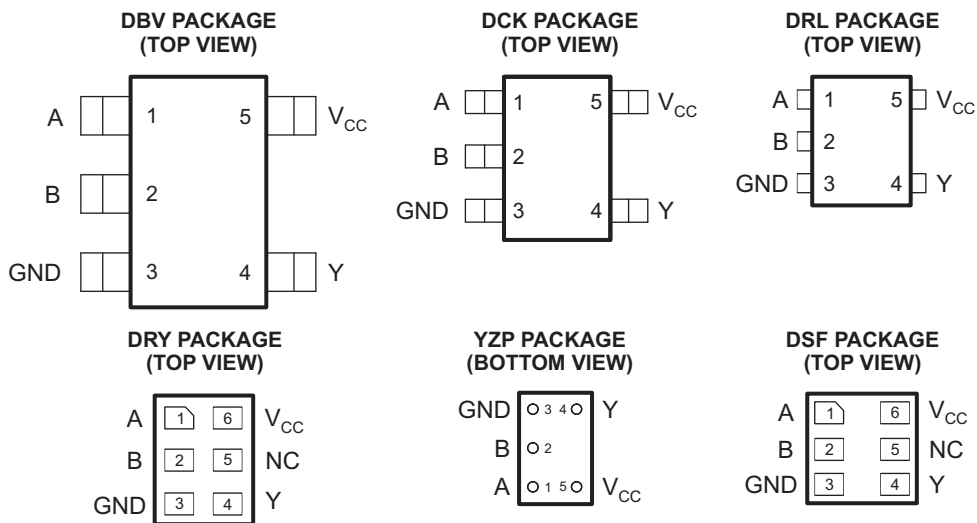 DBV PACKAGE
(TOP VIEW)
A 1 5 VCC
B 2
GND 3 4 Y
DCK PACKAGE
(TOP VIEW)
A 1 5 VCC
B 2
GND 3 4 Y
DRL PACKAGE
(TOP VIEW)
A 1 5 VCC
B 2
GND 3 4 Y
DRY PACKAGE
(TOP VIEW)
A 1 6 VCC
B 2 5 NC
GND 3 4 Y
YZP PACKAGE
(BOTTOM VIEW)
GND 3 4 Y
B 2
A 1 5 VCC
DSF PACKAGE
(TOP VIEW)
A 1 6 VCC
B 2 5 NC
GND 3 4 Y